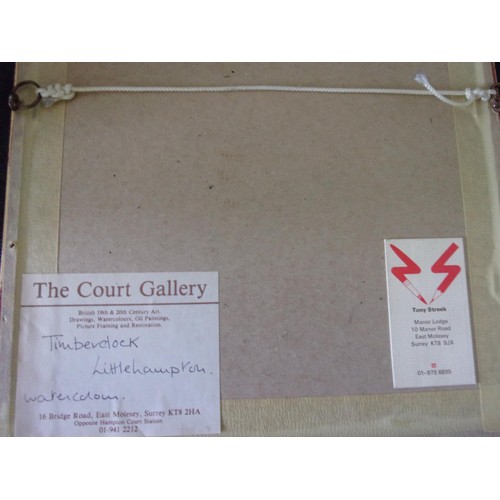 The Court Gallery
British 19th & 20th Century Art.
Drawings, Watercolours, Oil Paintings,
Picture Framing and Restoration.
Timberdock
Littlehampton.
watercolour.
16 Bridge Road, East Molesey, Surrey KT8 2HA
Opposite Hampton Court Station
01-941 2212
Tony Streek
Manor Lodge
10 Manor Road
East Molesey
Surrey KT8 9JX
01-979 6895